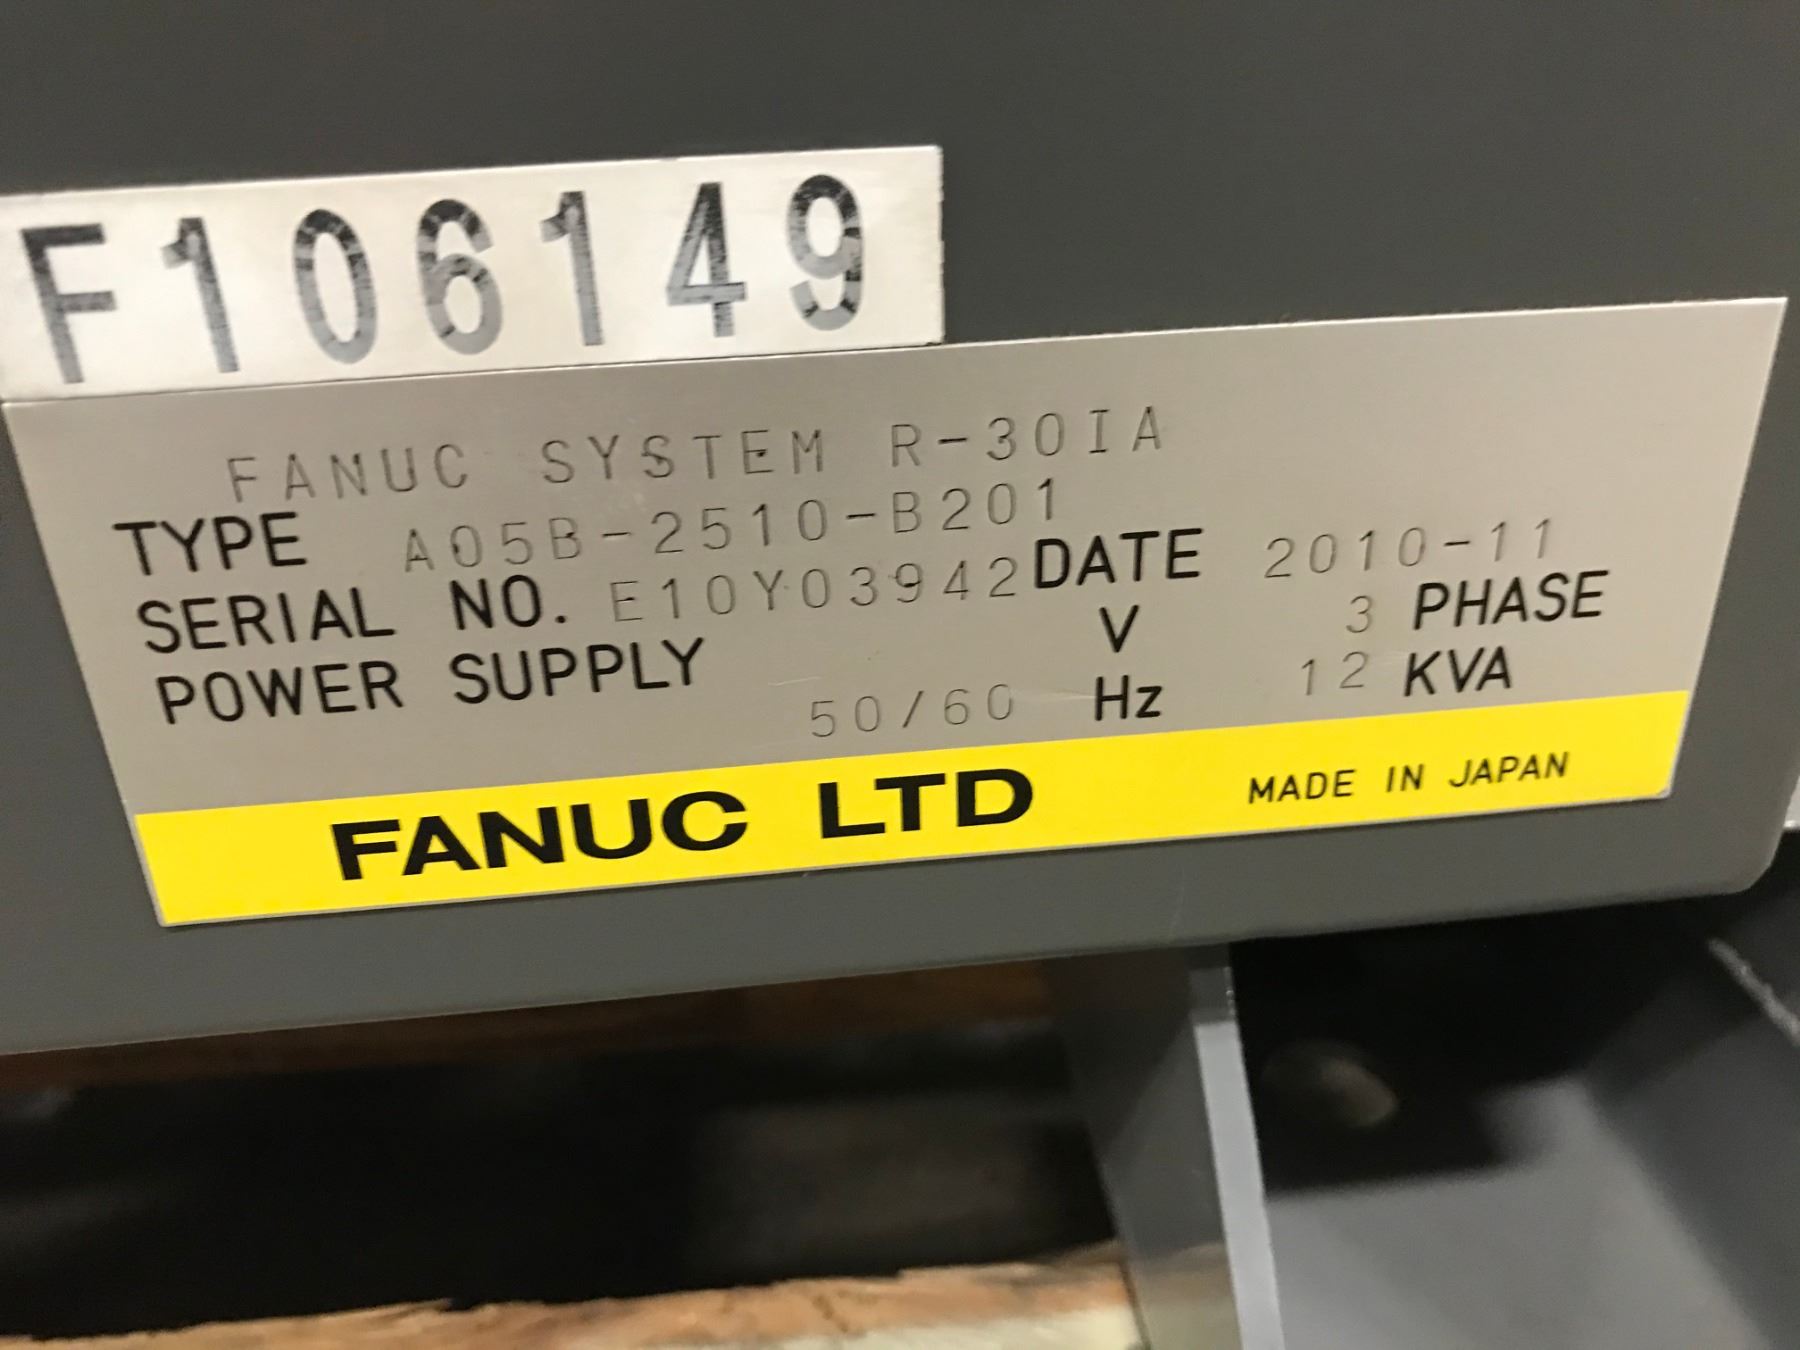 F106149
FANUC SYSTEM R-30IA
TYPE A05B-2510-B201
SERIAL NO. E10Y03942 DATE 2010-11
POWER SUPPLY V 3 PHASE
50/60 Hz 12 KVA
FANUC LTD MADE IN JAPAN